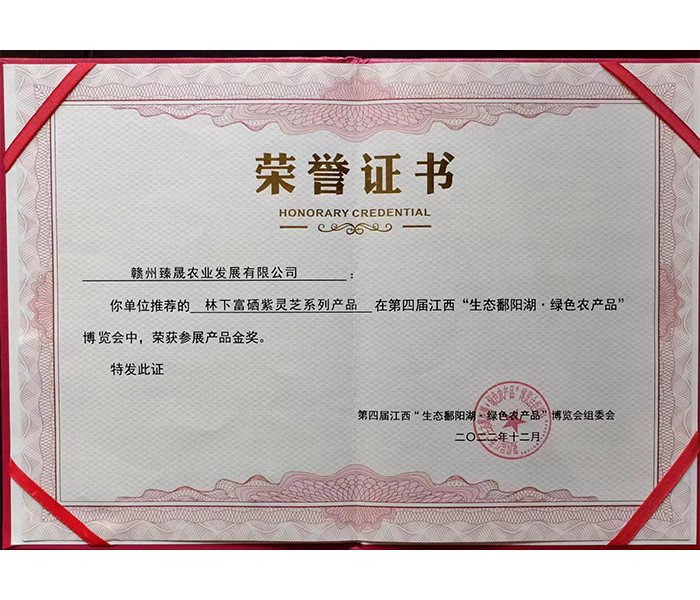 荣誉证书
HONORARY CREDENTIAL
赣州臻晟农业发展有限公司：
你单位推荐的 林下富硒紫灵芝系列产品 在第四届江西“生态鄱阳湖·绿色农产品”
博览会中，荣获参展产品金奖。
特发此证
第四届江西“生态鄱阳湖·绿色农产品”博览会组委会
二〇二二年十二月